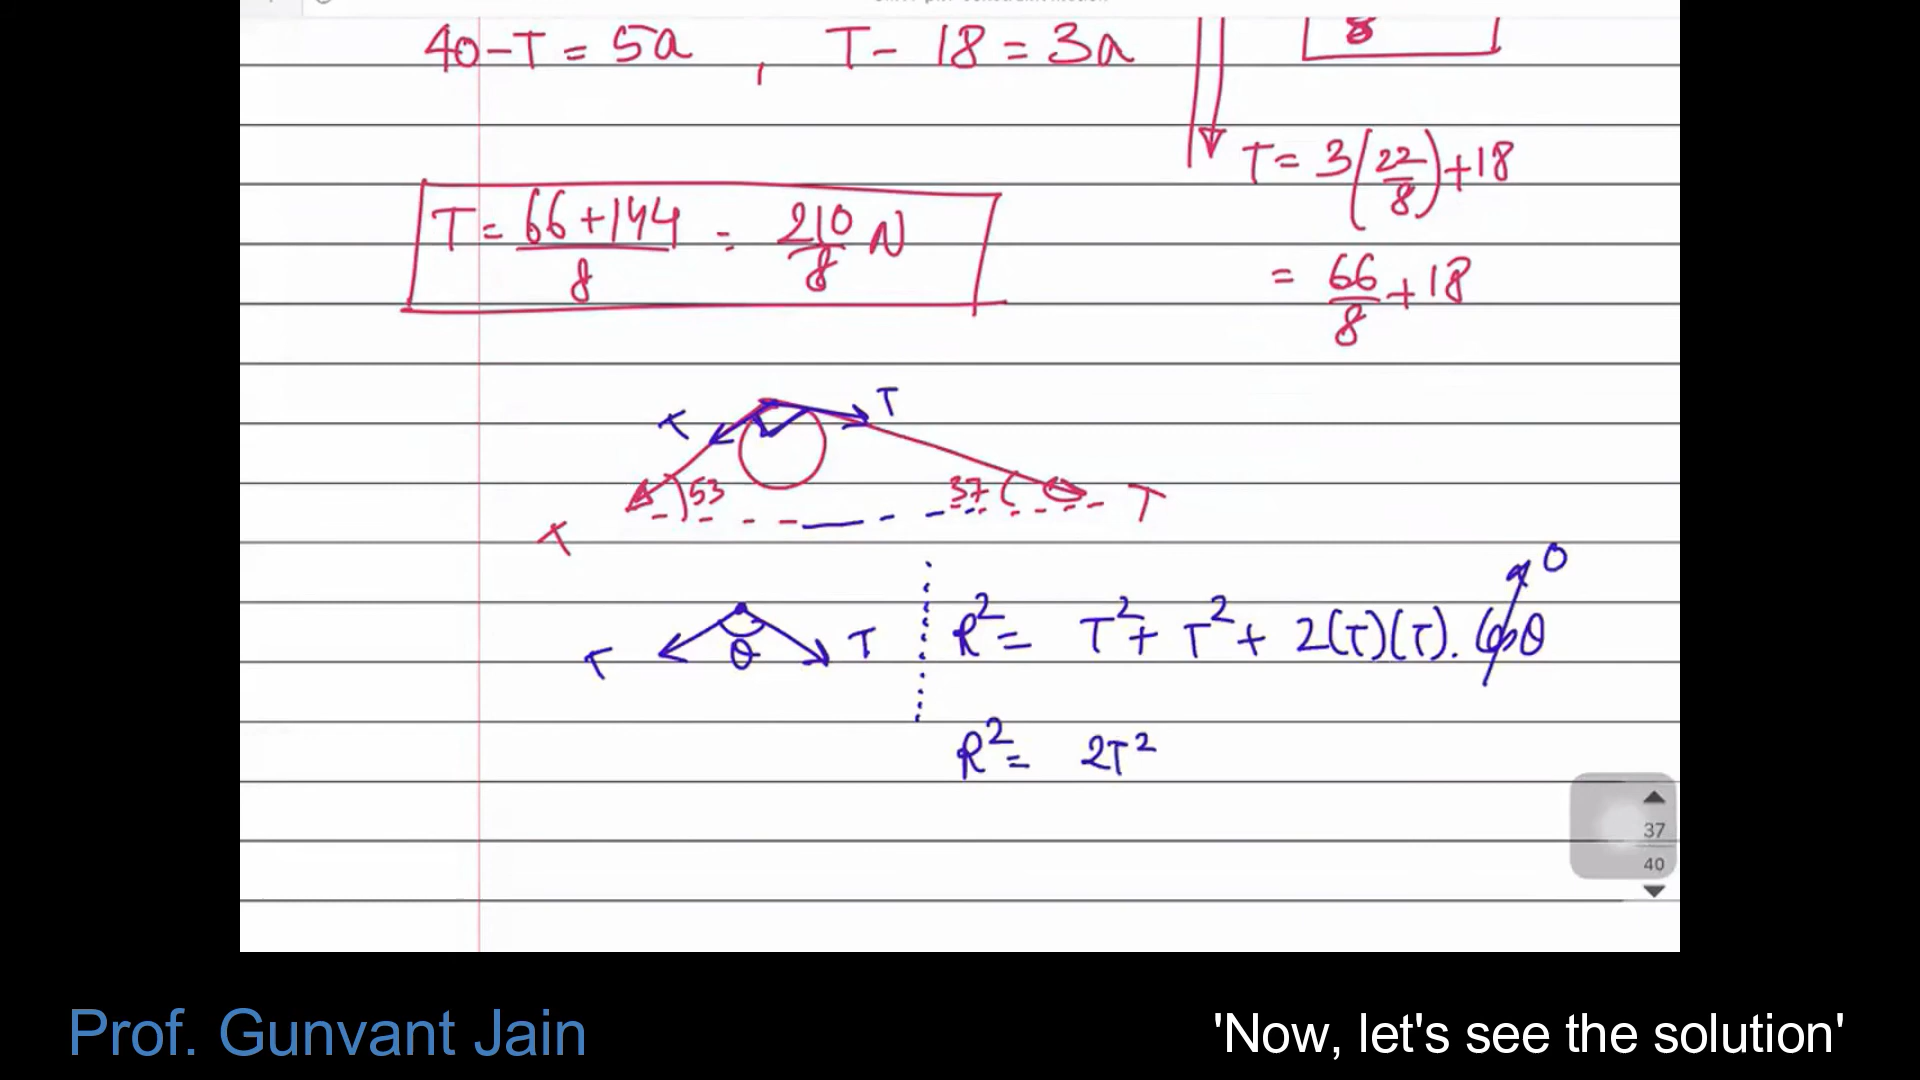 40-T = 5a , T- 18 = 3a
8
T = 3(22/8)+18
T = 66+144/8 = 210/8 N
= 66/8 +18
T T
53 37 T
T
T θ T
R² = T² + T² + 2(T)(T). Cosθ 0
R² = 2T²
37
40
Prof. Gunvant Jain
'Now, let's see the solution'